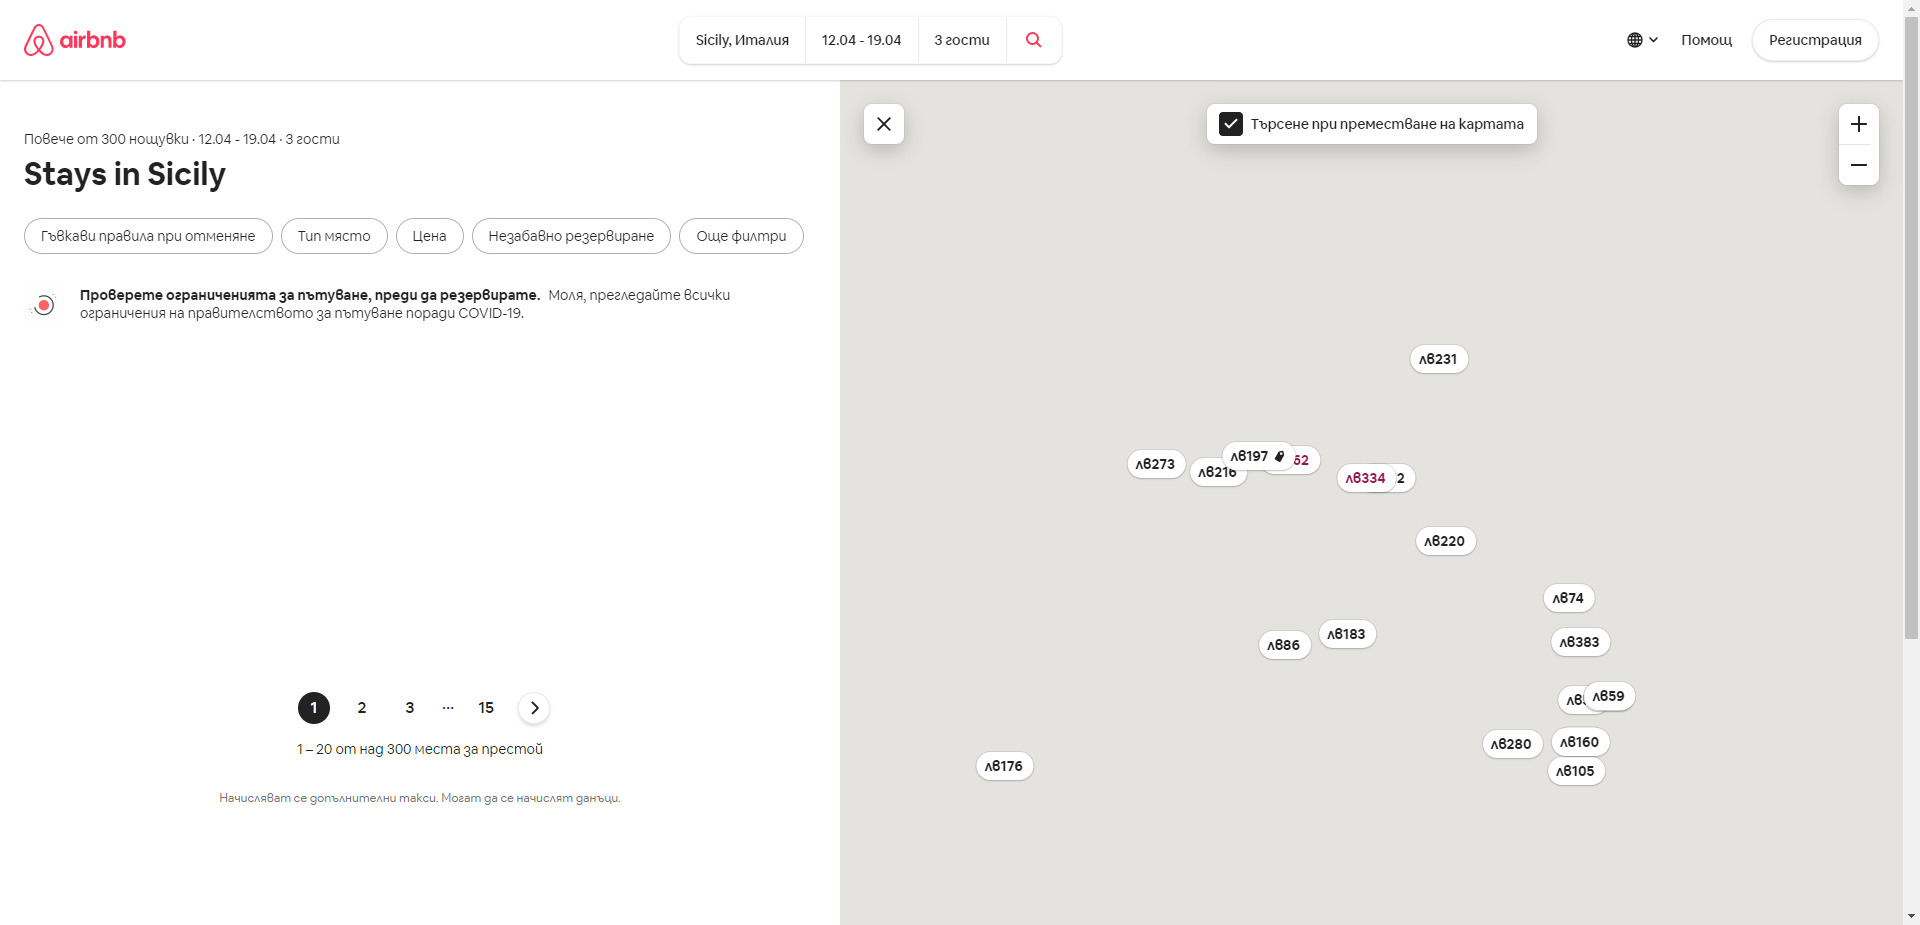 airbnb
Sicily, Италия
12.04 - 19.04
3 гости
Помощ
Регистрация
Повече от 300 нощувки · 12.04 - 19.04 · 3 гости
Stays in Sicily
Гъвкави правила при отменяне
Тип място
Цена
Незабавно резервиране
Още филтри
Проверете ограниченията за пътуване, преди да резервирате. Моля, прегледайте всички
ограничения на правителството за пътуване поради COVID-19.
1 2 3 ... 15
1 – 20 от над 300 места за престой
Начисляват се допълнителни такси. Могат да се начислят данъци.
Търсене при преместване на картата
лв231
лв273
лв216
лв197
лв334
лв220
лв74
лв383
лв86
лв183
лв59
лв280
лв160
лв105
лв176